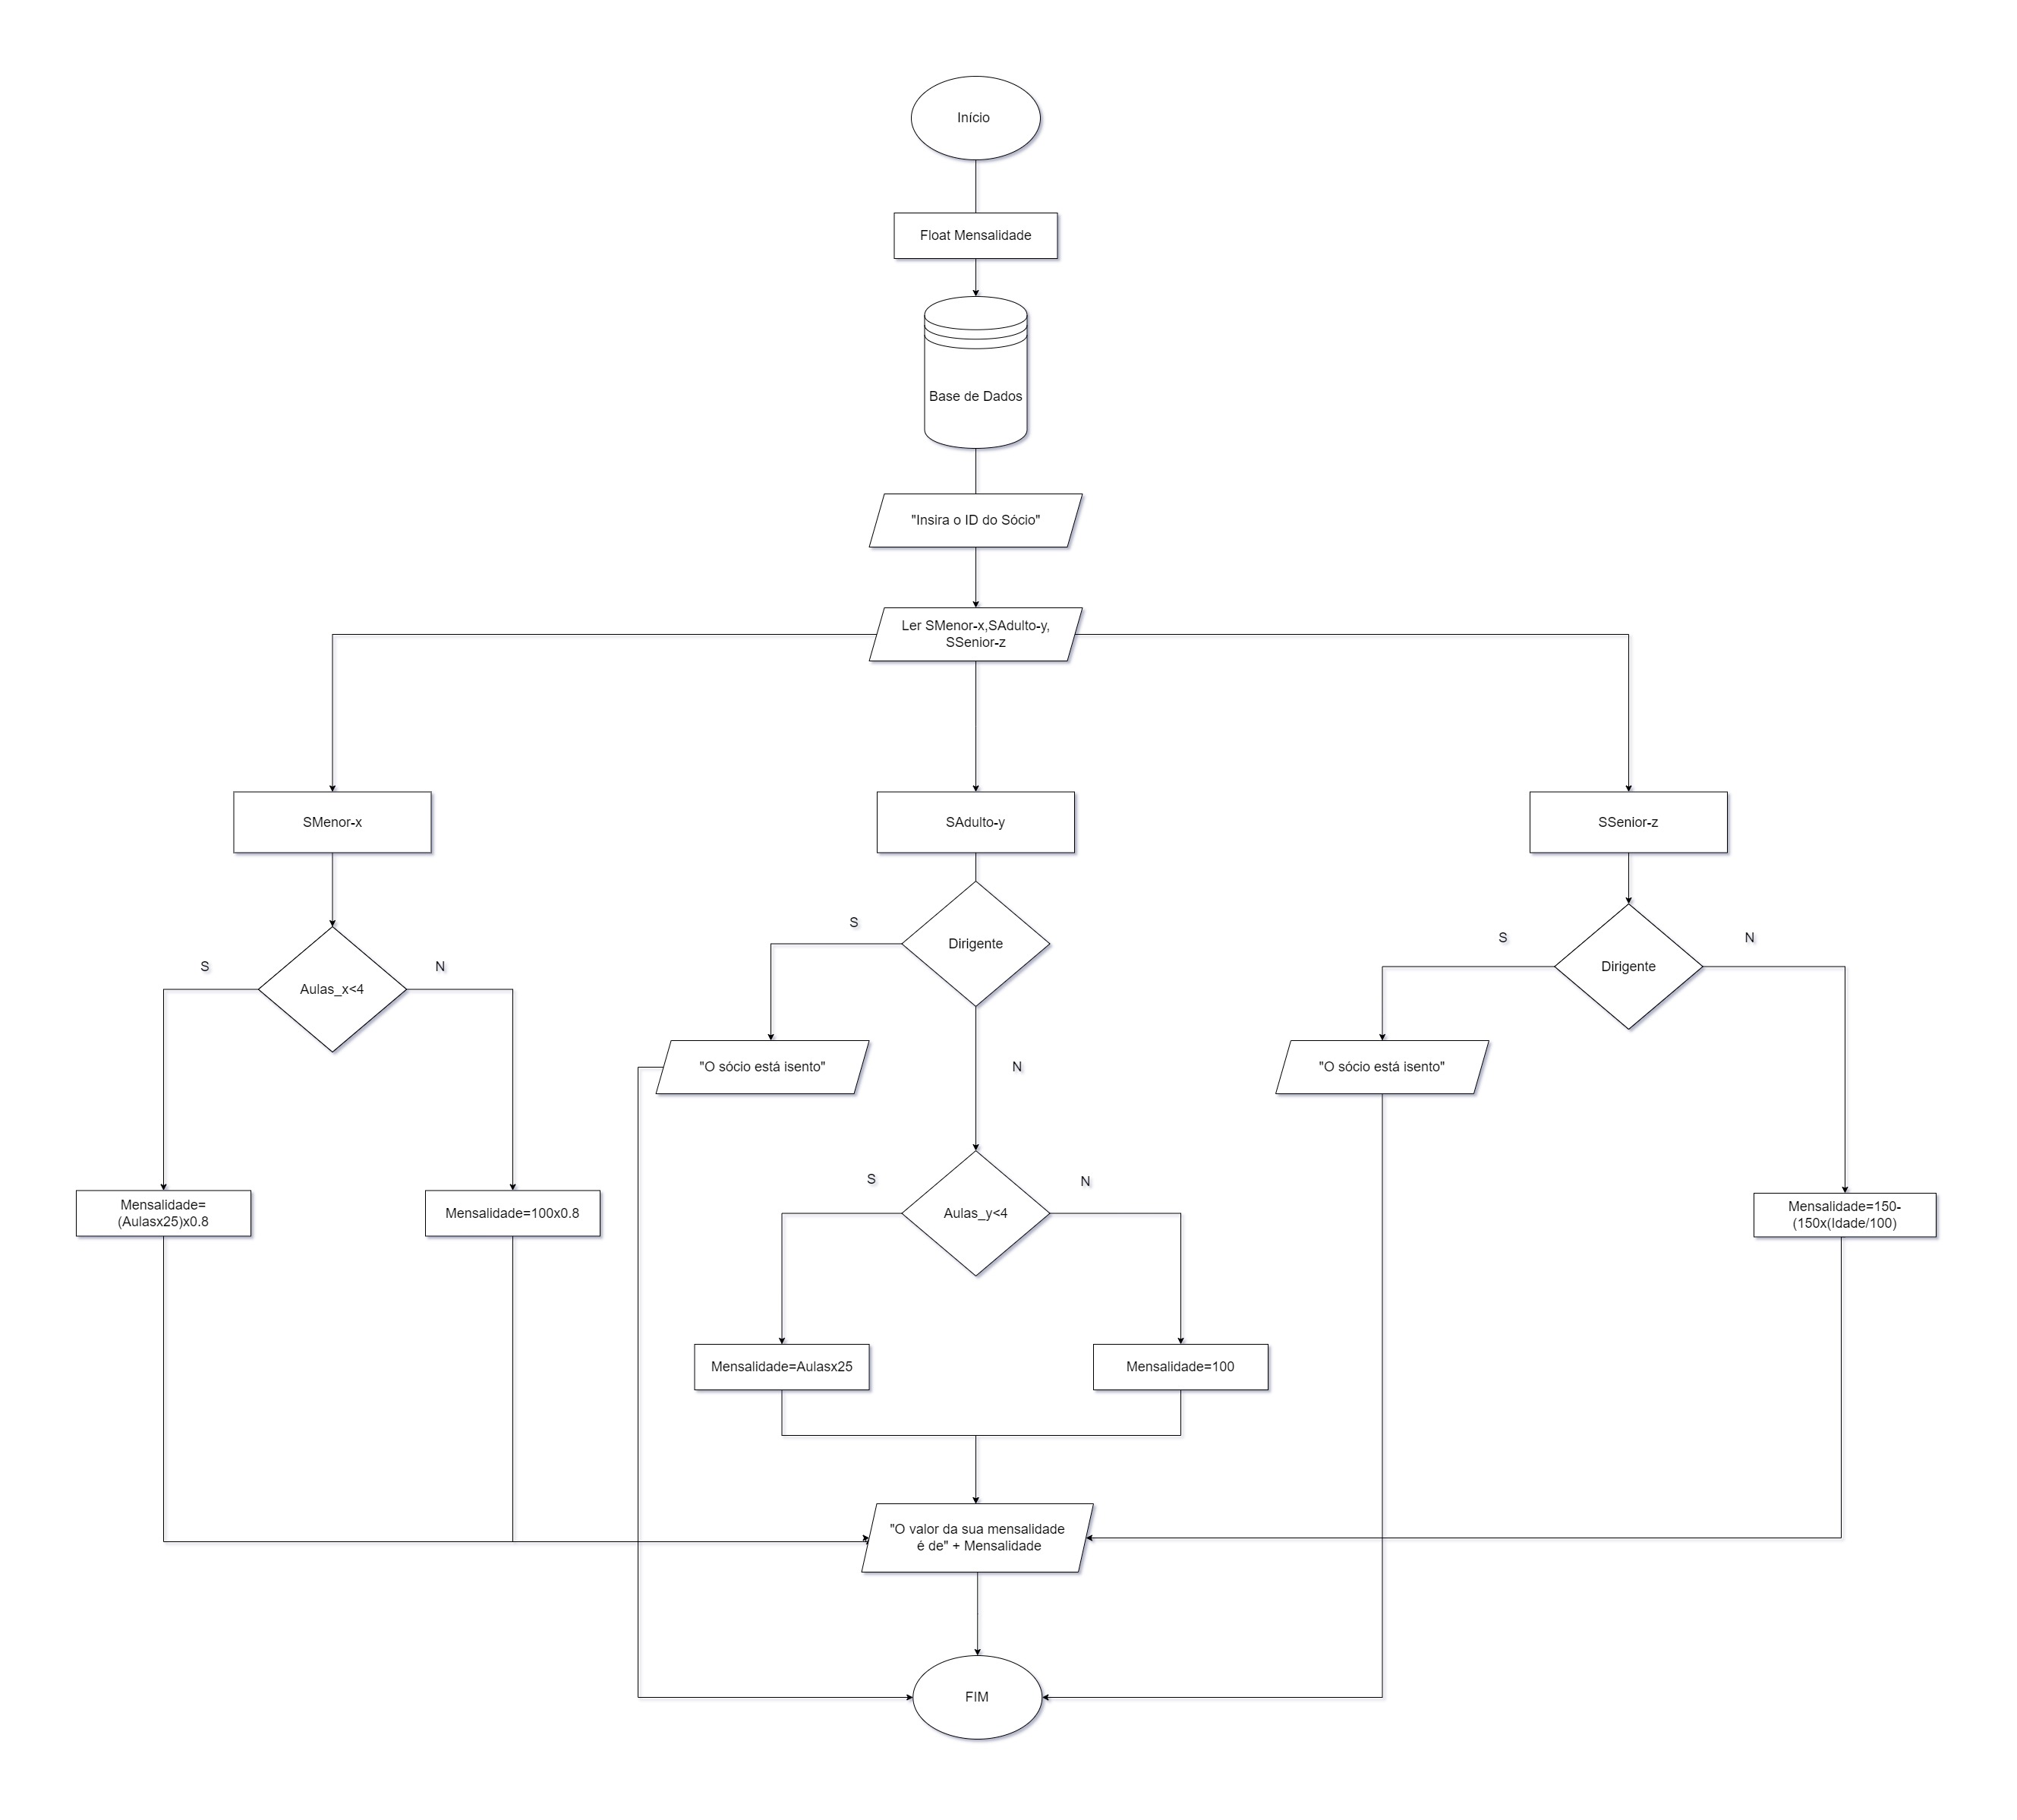 Início
Float Mensalidade
Base de Dados
"Insira o ID do Sócio"
Ler SMenor-x,SAdulto-y,
SSenior-z
SMenor-x
SAdulto-y
SSenior-z
S
Dirigente
S
N
Dirigente
S
N
Aulas_x<4
"O sócio está isento"
N
"O sócio está isento"
S
N
Mensalidade=
(Aulasx25)x0.8
Mensalidade=100x0.8
Aulas_y<4
Mensalidade=150-
(150x(Idade/100)
Mensalidade=Aulasx25
Mensalidade=100
"O valor da sua mensalidade
é de" + Mensalidade
FIM